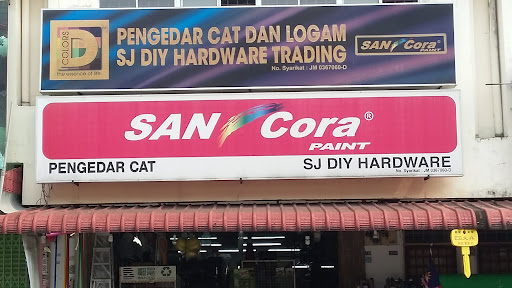 COLORS
PENGEDAR CAT DAN LOGAM
SJ DIY HARDWARE TRADING
No. Syarikat : JM 0367000-D
SAN Cora
PAINT
SAN Cora®
PAINT
PENGEDAR CAT
SJ DIY HARDWARE